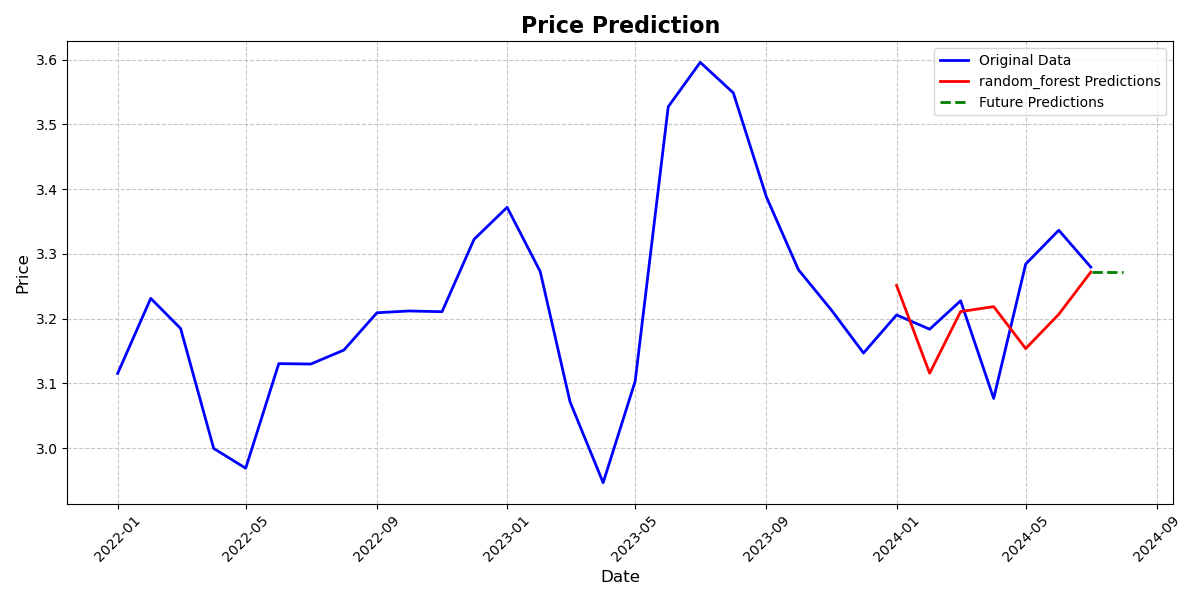 Price Prediction
Original Data
random_forest Predictions
Future Predictions
Price
3.6
3.5
3.4
3.3
3.2
3.1
3.0
2022-01
2022-05
2022-09
2023-01
2023-05
2023-09
2024-01
2024-05
2024-09
Date